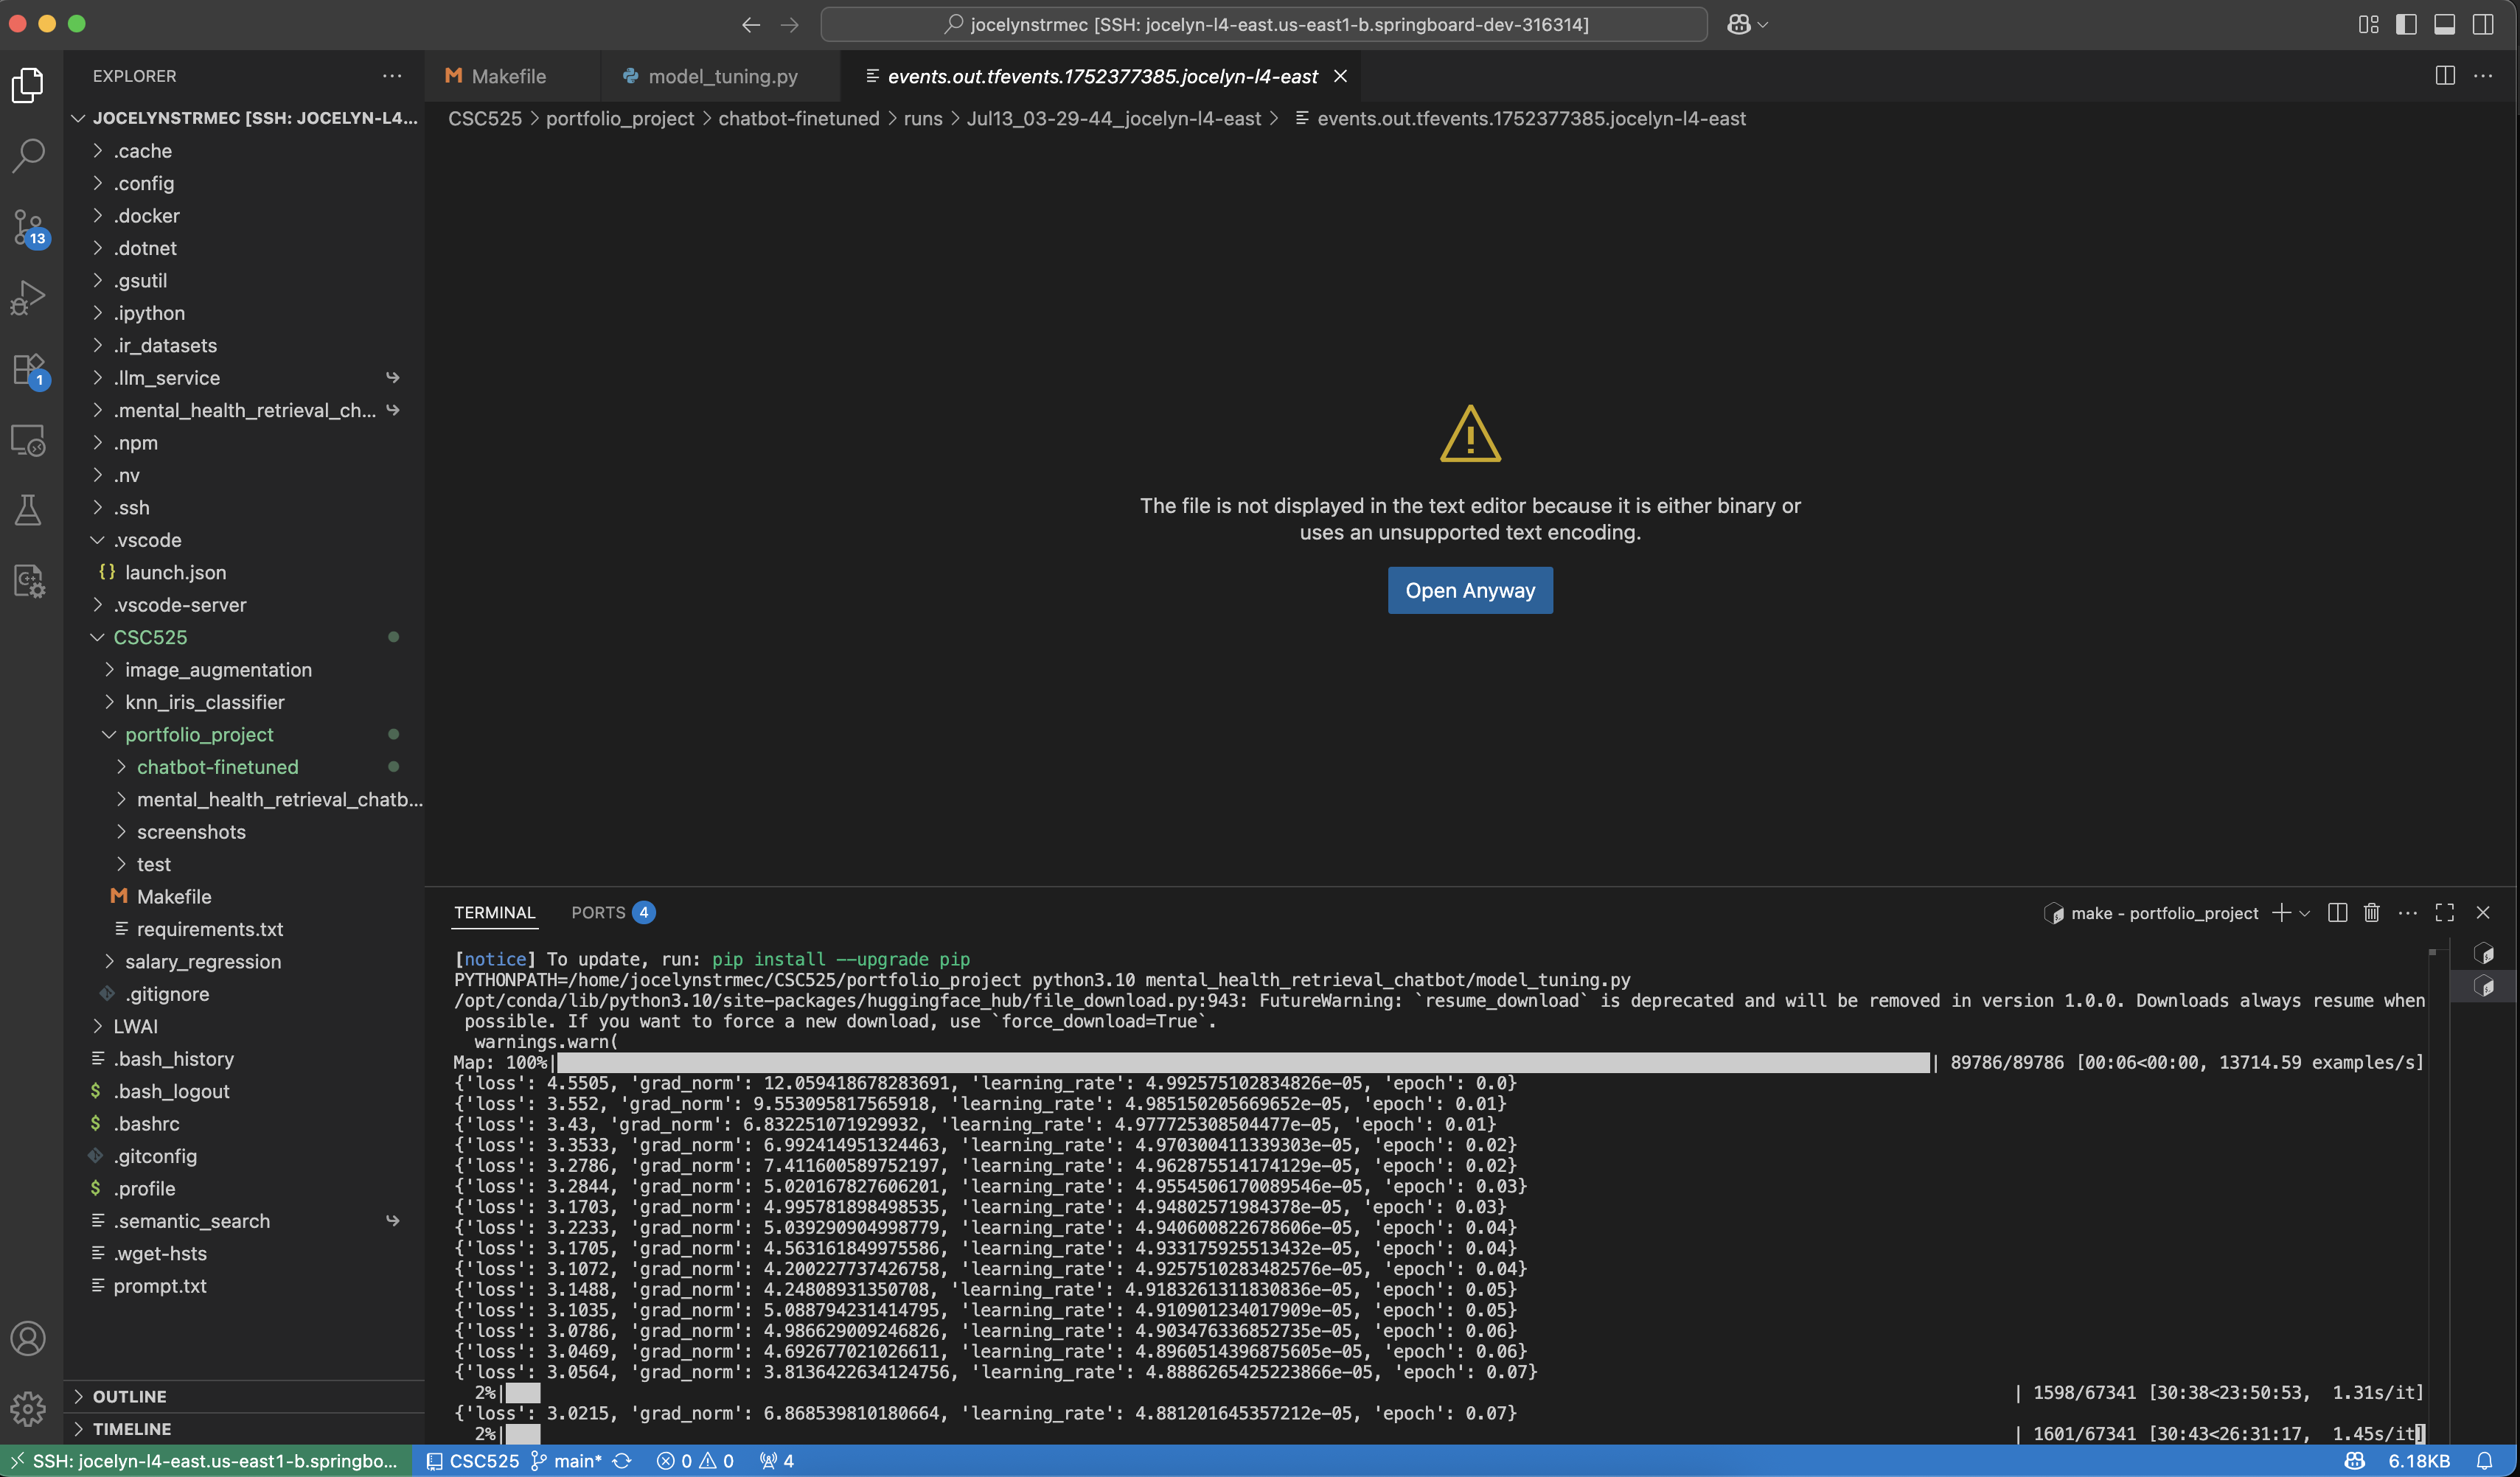 jocelynstrmec [SSH: jocelyn-l4-east.us-east1-b.springboard-dev-316314]
EXPLORER
JOCELYNSTRMEC [SSH: JOCELYN-L4...
.cache
.config
.docker
.dotnet
.gsutil
.ipython
.ir_datasets
.llm_service
.mental_health_retrieval_ch...
.npm
.nv
.ssh
.vscode
{} launch.json
.vscode-server
CSC525
image_augmentation
knn_iris_classifier
portfolio_project
chatbot-finetuned
mental_health_retrieval_chatb...
screenshots
test
M Makefile
requirements.txt
salary_regression
.gitignore
LWAI
.bash_history
$ .bash_logout
$ .bashrc
.gitconfig
$ .profile
.semantic_search
.wget-hsts
prompt.txt
OUTLINE
TIMELINE
13
1
M Makefile
model_tuning.py
events.out.tfevents.1752377385.jocelyn-l4-east
CSC525 > portfolio_project > chatbot-finetuned > runs > Jul13_03-29-44_jocelyn-l4-east > events.out.tfevents.1752377385.jocelyn-l4-east
The file is not displayed in the text editor because it is either binary or
uses an unsupported text encoding.
Open Anyway
TERMINAL PORTS 4
make - portfolio_project
[notice] To update, run: pip install --upgrade pip
PYTHONPATH=/home/jocelynstrmec/CSC525/portfolio_project python3.10 mental_health_retrieval_chatbot/model_tuning.py
/opt/conda/lib/python3.10/site-packages/huggingface_hub/file_download.py:943: FutureWarning: `resume_download` is deprecated and will be removed in version 1.0.0. Downloads always resume when
possible. If you want to force a new download, use `force_download=True`.
warnings.warn(
Map: 100%| | 89786/89786 [00:06<00:00, 13714.59 examples/s]
{'loss': 4.5505, 'grad_norm': 12.059418678283691, 'learning_rate': 4.992575102834826e-05, 'epoch': 0.0}
{'loss': 3.552, 'grad_norm': 9.553095817565918, 'learning_rate': 4.985150205669652e-05, 'epoch': 0.01}
{'loss': 3.43, 'grad_norm': 6.832251071929932, 'learning_rate': 4.977725308504477e-05, 'epoch': 0.01}
{'loss': 3.3533, 'grad_norm': 6.992414951324463, 'learning_rate': 4.970300411339303e-05, 'epoch': 0.02}
{'loss': 3.2786, 'grad_norm': 7.411600589752197, 'learning_rate': 4.962875514174129e-05, 'epoch': 0.02}
{'loss': 3.2844, 'grad_norm': 5.020167827606201, 'learning_rate': 4.9554506170089546e-05, 'epoch': 0.03}
{'loss': 3.1703, 'grad_norm': 4.995781898498535, 'learning_rate': 4.94802571984378e-05, 'epoch': 0.03}
{'loss': 3.2233, 'grad_norm': 5.039290904998779, 'learning_rate': 4.940600822678606e-05, 'epoch': 0.04}
{'loss': 3.1705, 'grad_norm': 4.563161849975586, 'learning_rate': 4.933175925513432e-05, 'epoch': 0.04}
{'loss': 3.1072, 'grad_norm': 4.200227737426758, 'learning_rate': 4.9257510283482576e-05, 'epoch': 0.04}
{'loss': 3.1488, 'grad_norm': 4.24808931350708, 'learning_rate': 4.9183261311830836e-05, 'epoch': 0.05}
{'loss': 3.1035, 'grad_norm': 5.088794231414795, 'learning_rate': 4.910901234017909e-05, 'epoch': 0.05}
{'loss': 3.0786, 'grad_norm': 4.986629009246826, 'learning_rate': 4.903476336852735e-05, 'epoch': 0.06}
{'loss': 3.0469, 'grad_norm': 4.692677021026611, 'learning_rate': 4.8960514396875605e-05, 'epoch': 0.06}
{'loss': 3.0564, 'grad_norm': 3.8136422634124756, 'learning_rate': 4.8886265425223866e-05, 'epoch': 0.07}
2%| | 1598/67341 [30:38<23:50:53, 1.31s/it]
{'loss': 3.0215, 'grad_norm': 6.868539810180664, 'learning_rate': 4.881201645357212e-05, 'epoch': 0.07}
2%| | 1601/67341 [30:43<26:31:17, 1.45s/it]
SSH: jocelyn-l4-east.us-east1-b.springbo... CSC525 main* 0 0 4 6.18KB